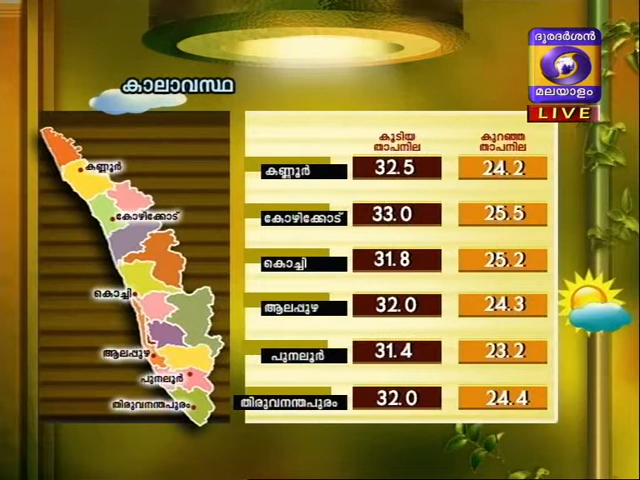 ദൂരദർശൻ
മലയാളം
LIVE
കാലാവസ്ഥ
കൂടിയ താപനില
കുറഞ്ഞ താപനില
കണ്ണൂർ 32.5 24.2
കോഴിക്കോട് 33.0 25.5
കൊച്ചി 31.8 25.2
ആലപ്പുഴ 32.0 24.3
പുനലൂർ 31.4 23.2
തിരുവനന്തപുരം 32.0 24.4
കണ്ണൂർ
കോഴിക്കോട്
കൊച്ചി
ആലപ്പുഴ
പുനലൂർ
തിരുവനന്തപുരം